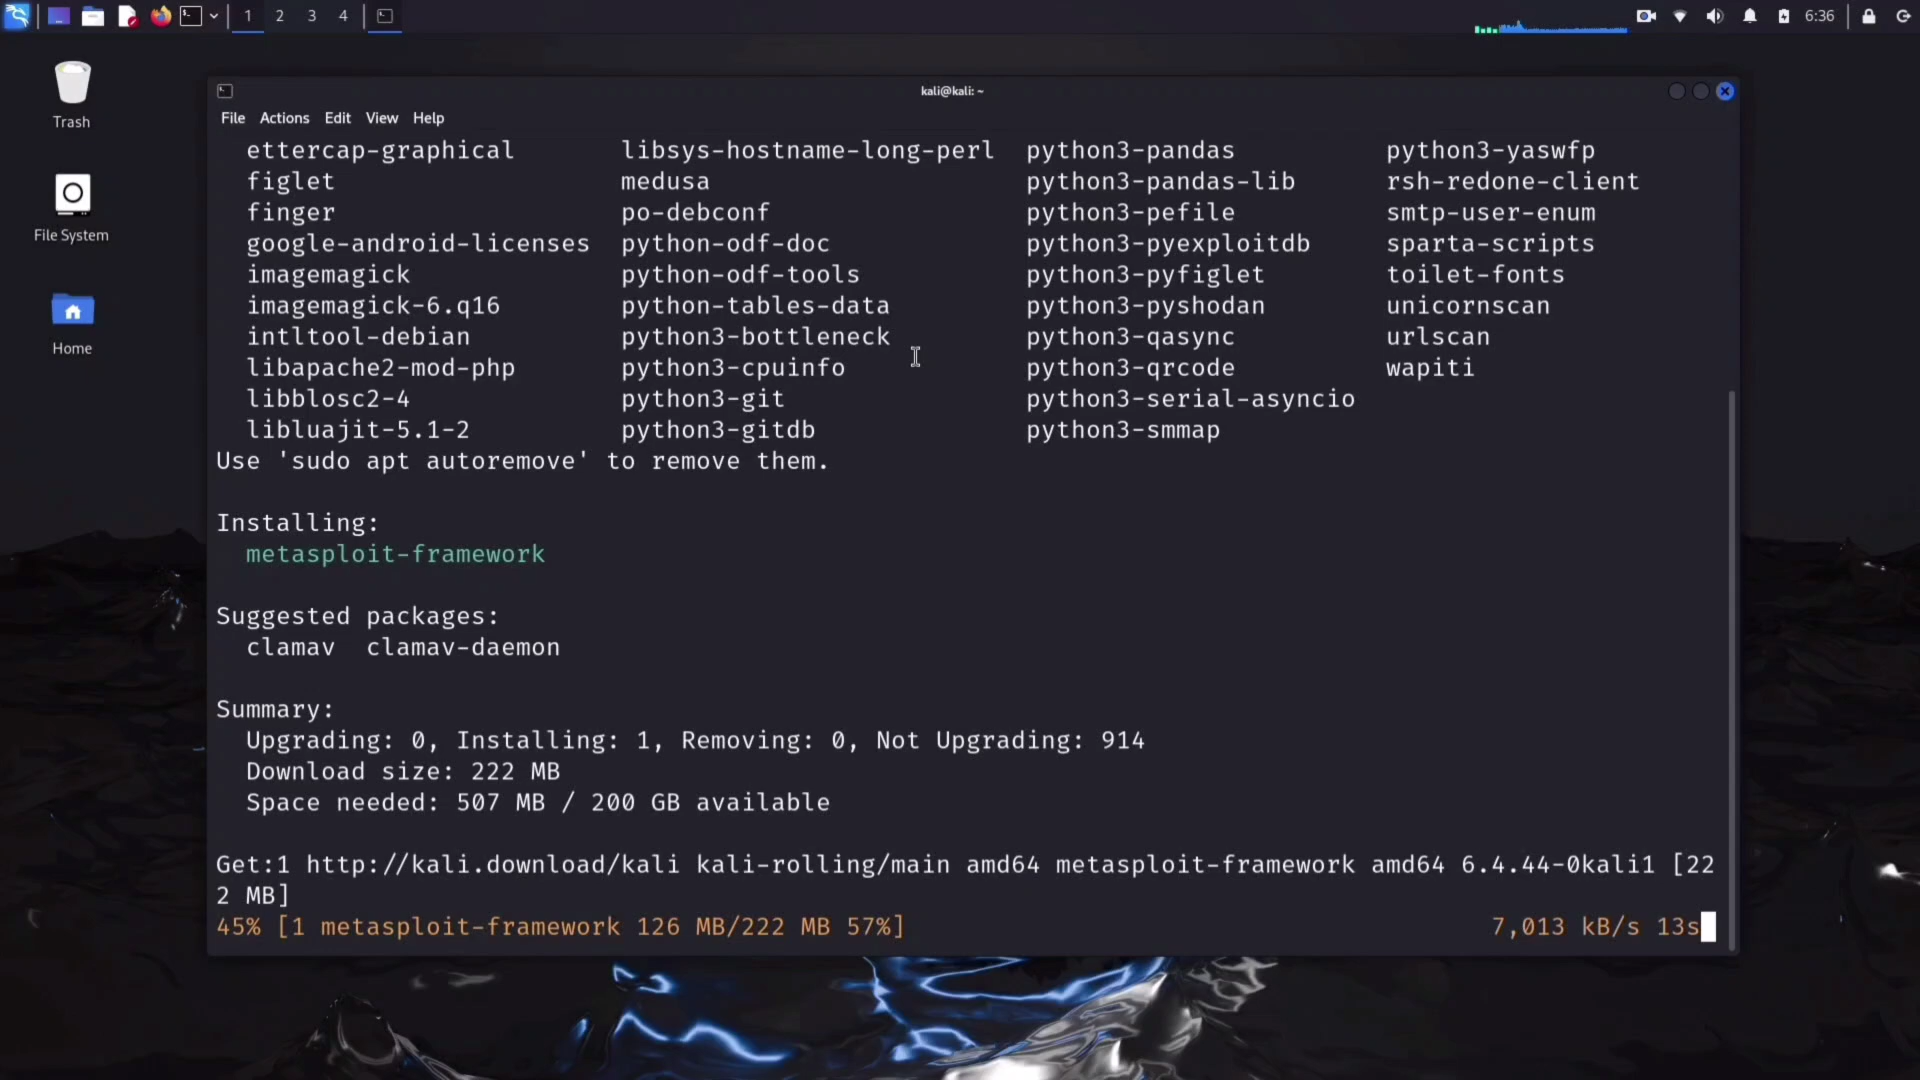 1 2 3 4 6:36
Trash
File System
Home
kali@kali: ~
File Actions Edit View Help
ettercap-graphical libsys-hostname-long-perl python3-pandas python3-yaswfp
figlet medusa python3-pandas-lib rsh-redone-client
finger po-debconf python3-pefile smtp-user-enum
google-android-licenses python-odf-doc python3-pyexploitdb sparta-scripts
imagemagick python-odf-tools python3-pyfiglet toilet-fonts
imagemagick-6.q16 python-tables-data python3-pyshodan unicornscan
intltool-debian python3-bottleneck python3-qasync urlscan
libapache2-mod-php python3-cpuinfo python3-qrcode wapiti
libblosc2-4 python3-git python3-serial-asyncio
libluajit-5.1-2 python3-gitdb python3-smmap
Use 'sudo apt autoremove' to remove them.
Installing:
metasploit-framework
Suggested packages:
clamav clamav-daemon
Summary:
Upgrading: 0, Installing: 1, Removing: 0, Not Upgrading: 914
Download size: 222 MB
Space needed: 507 MB / 200 GB available
Get:1 http://kali.download/kali kali-rolling/main amd64 metasploit-framework amd64 6.4.44-0kali1 [22
2 MB]
45% [1 metasploit-framework 126 MB/222 MB 57%] 7,013 kB/s 13s